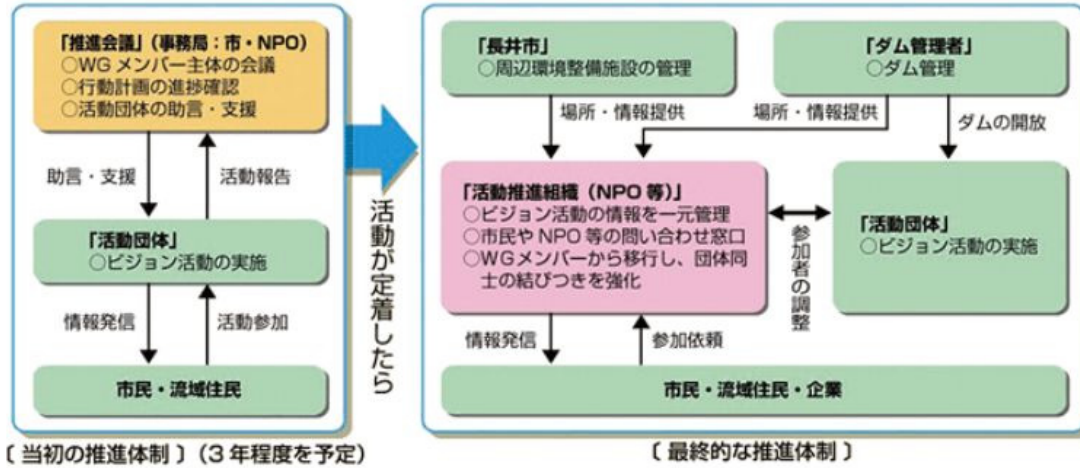 「推進会議」（事務局：市・NPO）
○WGメンバー主体の会議
○行動計画の進捗確認
○活動団体の助言・支援
助言・支援
活動報告
「活動団体」
○ビジョン活動の実施
情報発信
活動参加
市民・流域住民
〔当初の推進体制〕（3年程度を予定）
活動が定着したら
「長井市」
○周辺環境整備施設の管理
「ダム管理者」
○ダム管理
場所・情報提供
場所・情報提供
ダムの開放
「活動推進組織（NPO等）」
○ビジョン活動の情報を一元管理
○市民やNPO等の問い合わせ窓口
○WGメンバーから移行し、団体同
士の結びつきを強化
参加者の調整
「活動団体」
○ビジョン活動の実施
情報発信
参加依頼
市民・流域住民・企業
〔最終的な推進体制〕